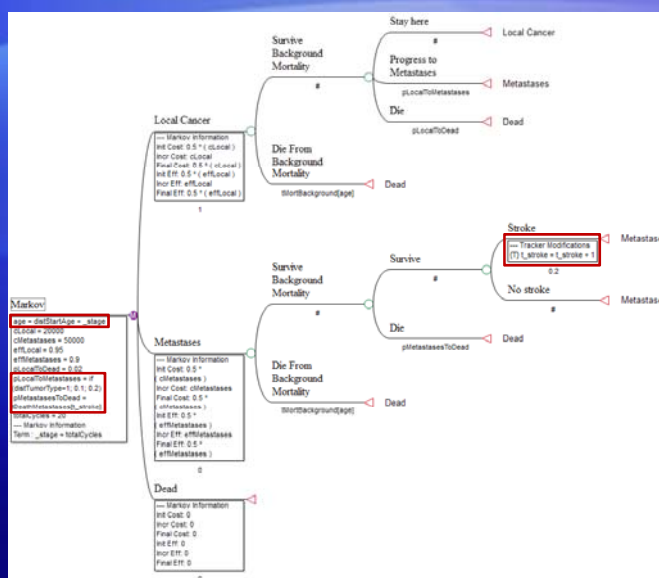 Stay here
#
Local Cancer
Survive
Background
Mortality
#
Progress to
Metastases
pLocalToMetastases
Metastases
Die
pLocalToDead
Dead
Local Cancer
--- Markov Information
Init Cost: 0.5 * ( cLocal )
Incr Cost: cLocal
Final Cost: 0.5 * ( cLocal )
Init Eff: 0.5 * ( effLocal )
Incr Eff: effLocal
Final Eff: 0.5 * ( effLocal )
1
Die From
Background
Mortality
tMortBackground[age]
Dead
Stroke
--- Tracker Modifications
{T} t_stroke = t_stroke + 1
0.2
Metastase
Survive
#
No stroke
#
Metastase
Survive
Background
Mortality
#
Die
pMetastasesToDead
Dead
Markov
age = distStartAge + _stage
cLocal = 20000
cMetastases = 50000
effLocal = 0.95
effMetastases = 0.9
pLocalToDead = 0.02
pLocalToMetastases = if
(distTumorType=1; 0.1; 0.2)
pMetastasesToDead =
totalCycles = 20
--- Markov Information
Term : _stage = totalCycles
Metastases
--- Markov Information
Init Cost: 0.5 *
( cMetastases )
Incr Cost: cMetastases
Final Cost: 0.5 *
( cMetastases )
Init Eff: 0.5 *
( effMetastases )
Incr Eff: effMetastases
Final Eff: 0.5 *
( effMetastases )
0
Die From
Background
Mortality
tMortBackground[age]
Dead
Dead
--- Markov Information
Init Cost: 0
Incr Cost: 0
Final Cost: 0
Init Eff: 0
Incr Eff: 0
Final Eff: 0